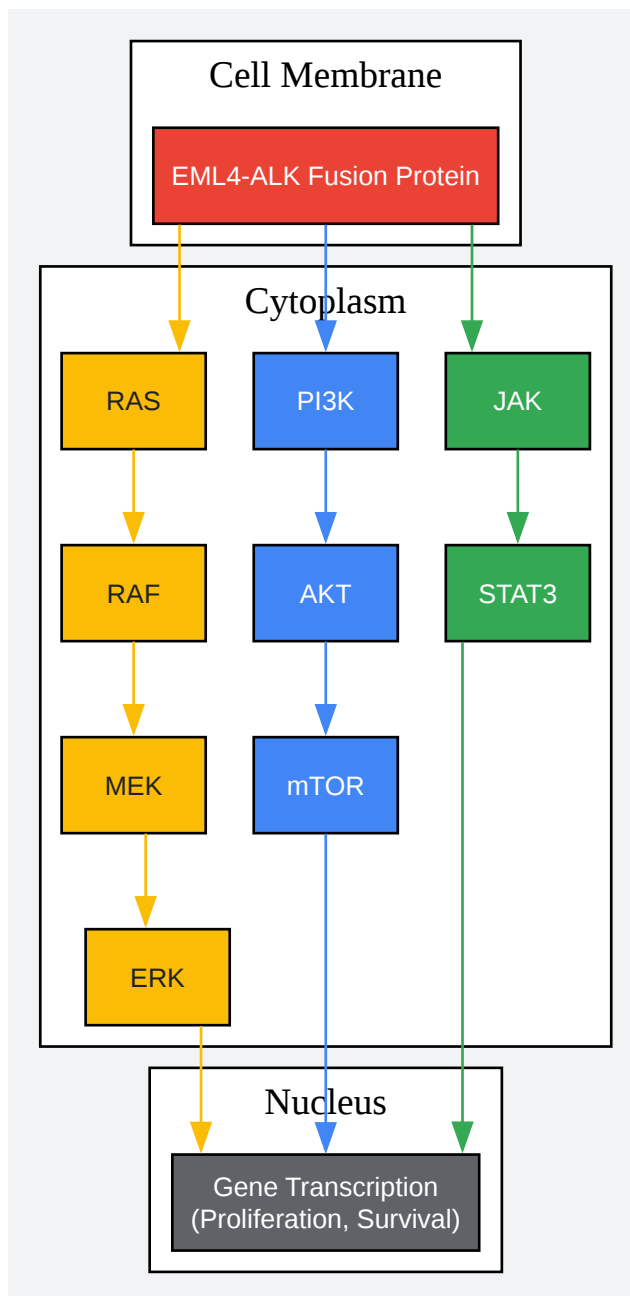 Cell Membrane
EML4-ALK Fusion Protein
Cytoplasm
RAS
PI3K
JAK
RAF
AKT
STAT3
MEK
mTOR
ERK
Nucleus
Gene Transcription
(Proliferation, Survival)